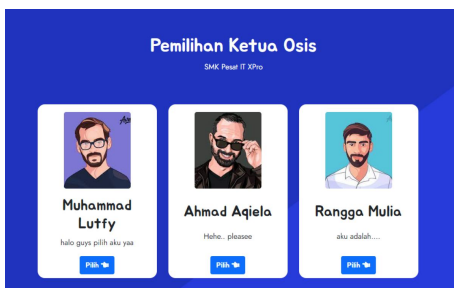 Pemilihan Ketua Osis
SMK Pesat IT XPro
Muhammad
Lutfy
halo guys pilih aku yaa
Pilih
Ahmad Aqiela
Hehe.. pleasee
Pilih
Rangga Mulia
aku adalah....
Pilih